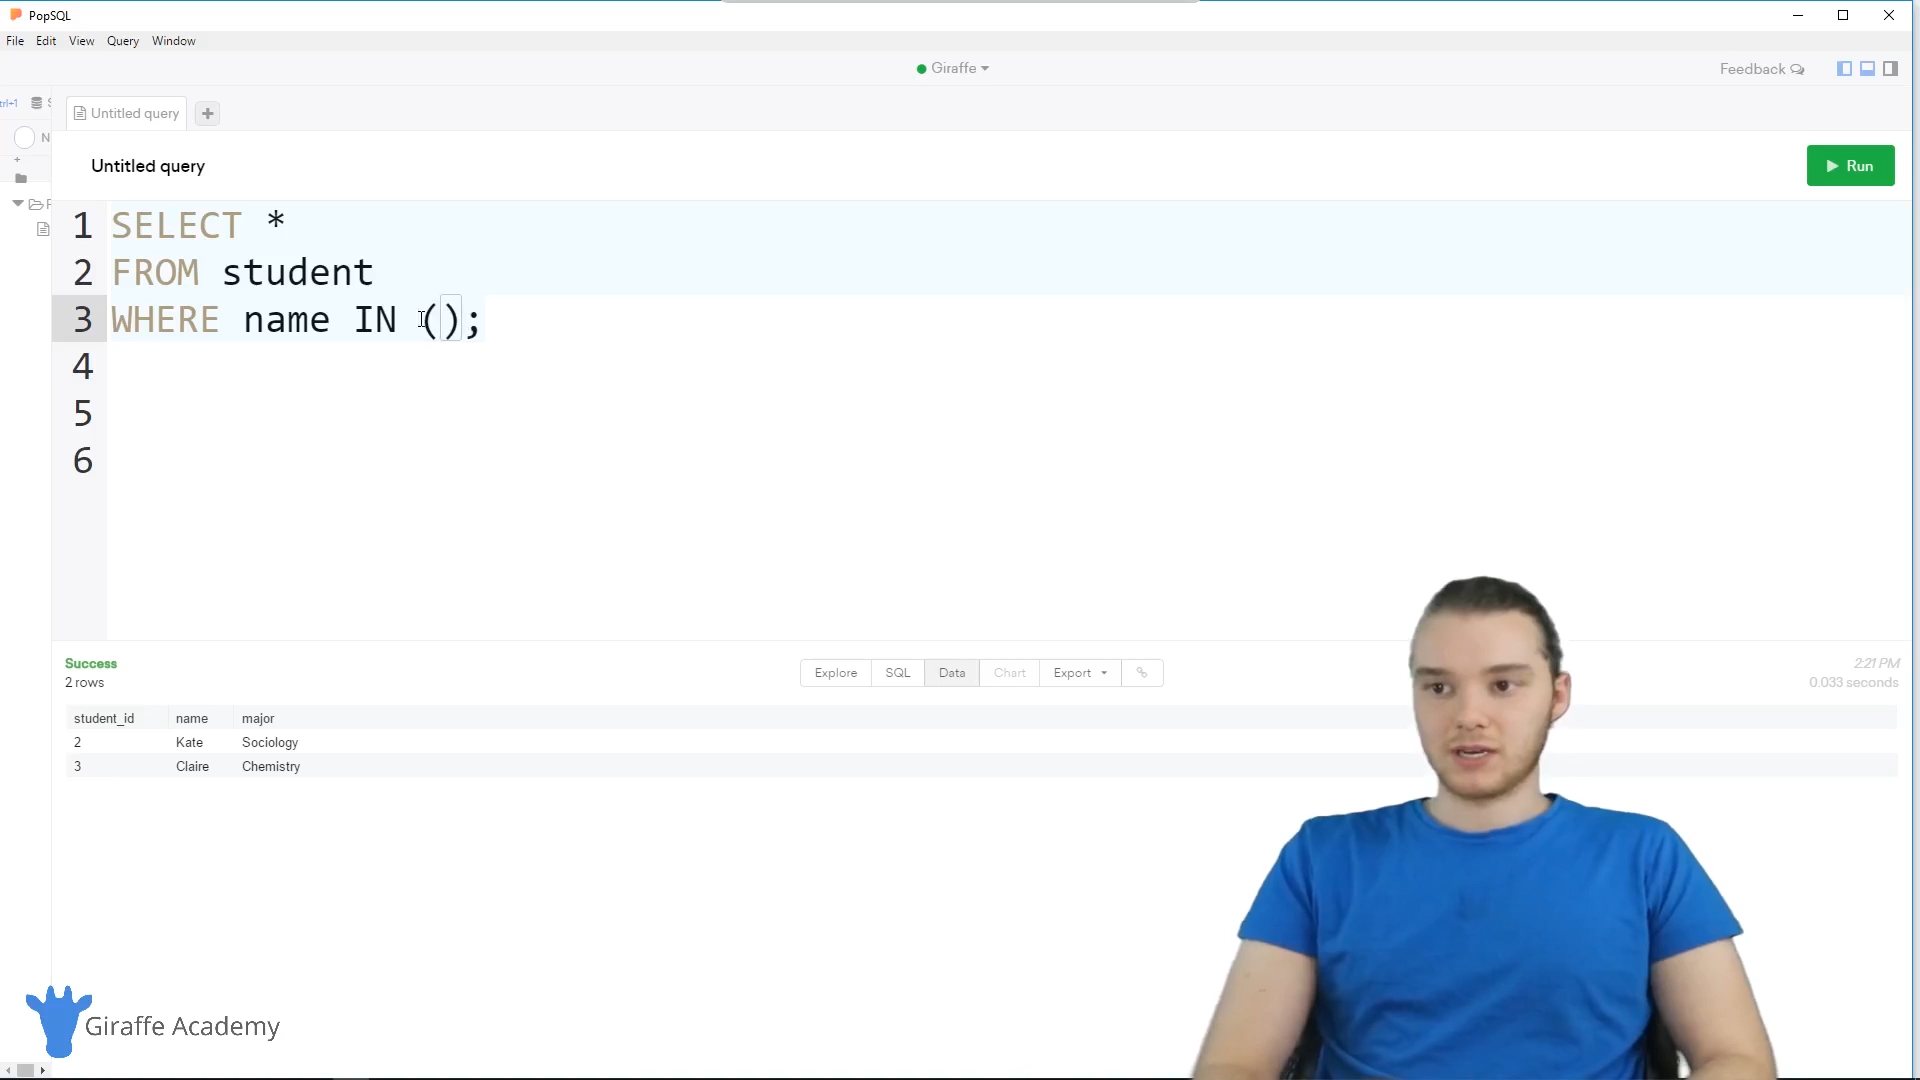 PopSQL
File Edit View Query Window
Giraffe
Feedback
Untitled query +
Untitled query
Run
1 SELECT *
2 FROM student
3 WHERE name IN ();
4
5
6
Success
2 rows
Explore SQL Data Chart Export
2:21 PM
0.033 seconds
student_id name major
2 Kate Sociology
3 Claire Chemistry
Giraffe Academy